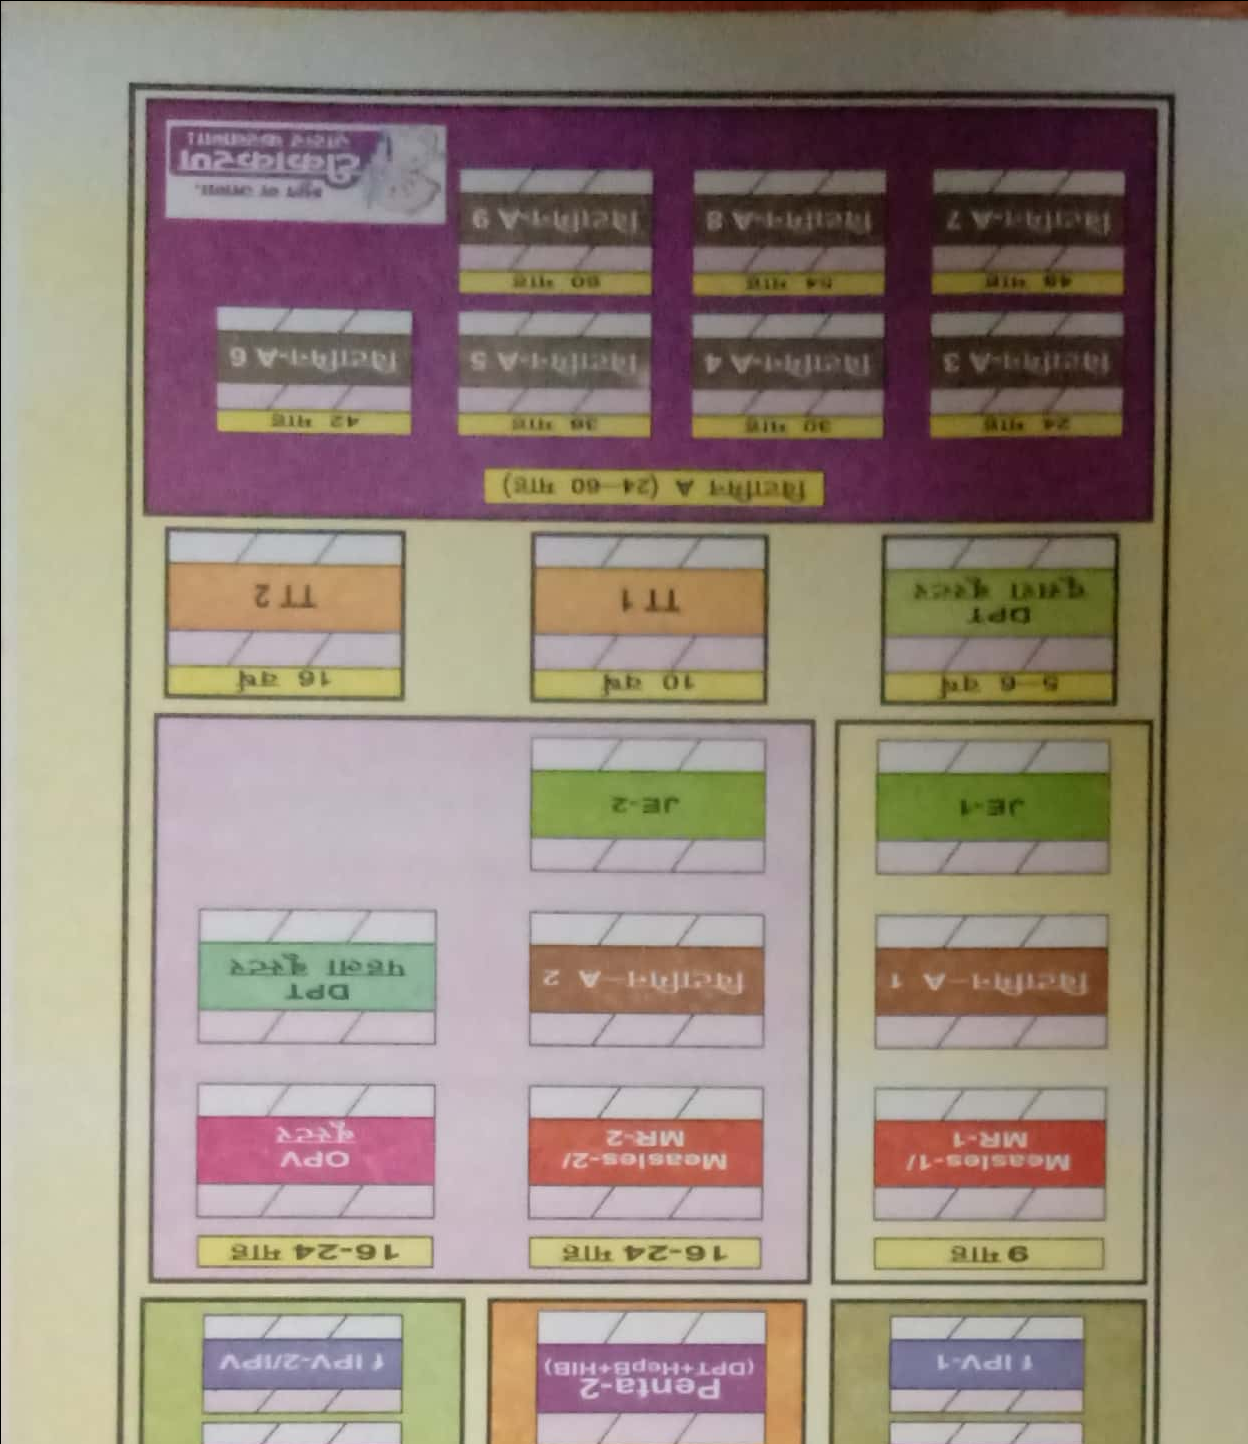 f IPV-1
Penta-2
(DPT+HepB+HIB)
f IPV-2/IPV
9 माह
16-24 माह
16-24 माह
Measles-1/
MR-1
Measles-2/
MR-2
OPV
बूस्टर
विटामिन–A 1
विटामिन–A 2
DPT
पहला बूस्टर
JE-1
JE-2
5–6 वर्ष
10 वर्ष
16 वर्ष
DPT
दूसरा बूस्टर
TT 1
TT 2
विटामिन A (24–60 माह)
24 माह
30 माह
36 माह
42 माह
विटामिन-A 3
विटामिन-A 4
विटामिन-A 5
विटामिन-A 6
48 माह
54 माह
60 माह
विटामिन-A 7
विटामिन-A 8
विटामिन-A 9
भूल ना जाना,
टीकाकरण
जरूर करवाना